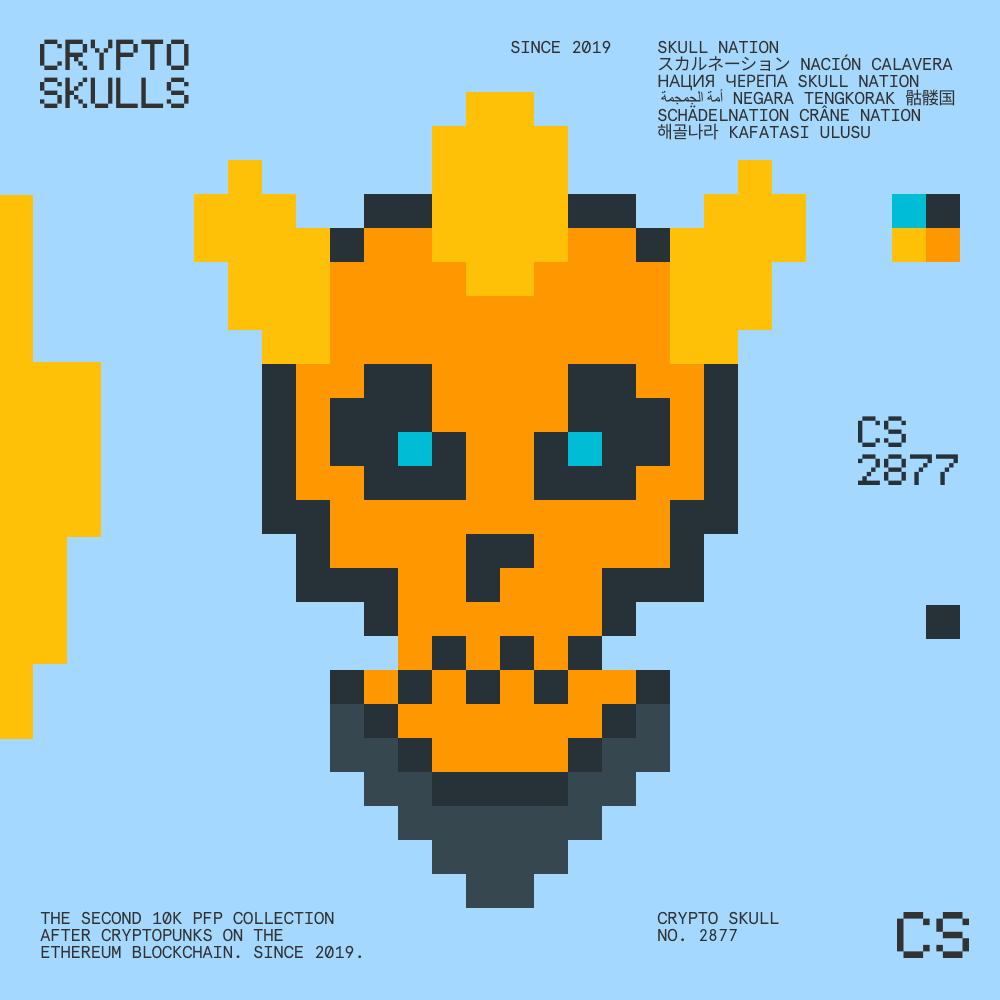 CRYPTO
SKULLS
SINCE 2019
SKULL NATION
スカルネーション NACIÓN CALAVERA
НАЦИЯ ЧЕРЕПА SKULL NATION
أمة الجمجمة NEGARA TENGKORAK 骷髅国
SCHÄDELNATION CRÂNE NATION
해골나라 KAFATASI ULUSU
CS
2877
THE SECOND 10K PFP COLLECTION
AFTER CRYPTOPUNKS ON THE
ETHEREUM BLOCKCHAIN. SINCE 2019.
CRYPTO SKULL
NO. 2877
CS